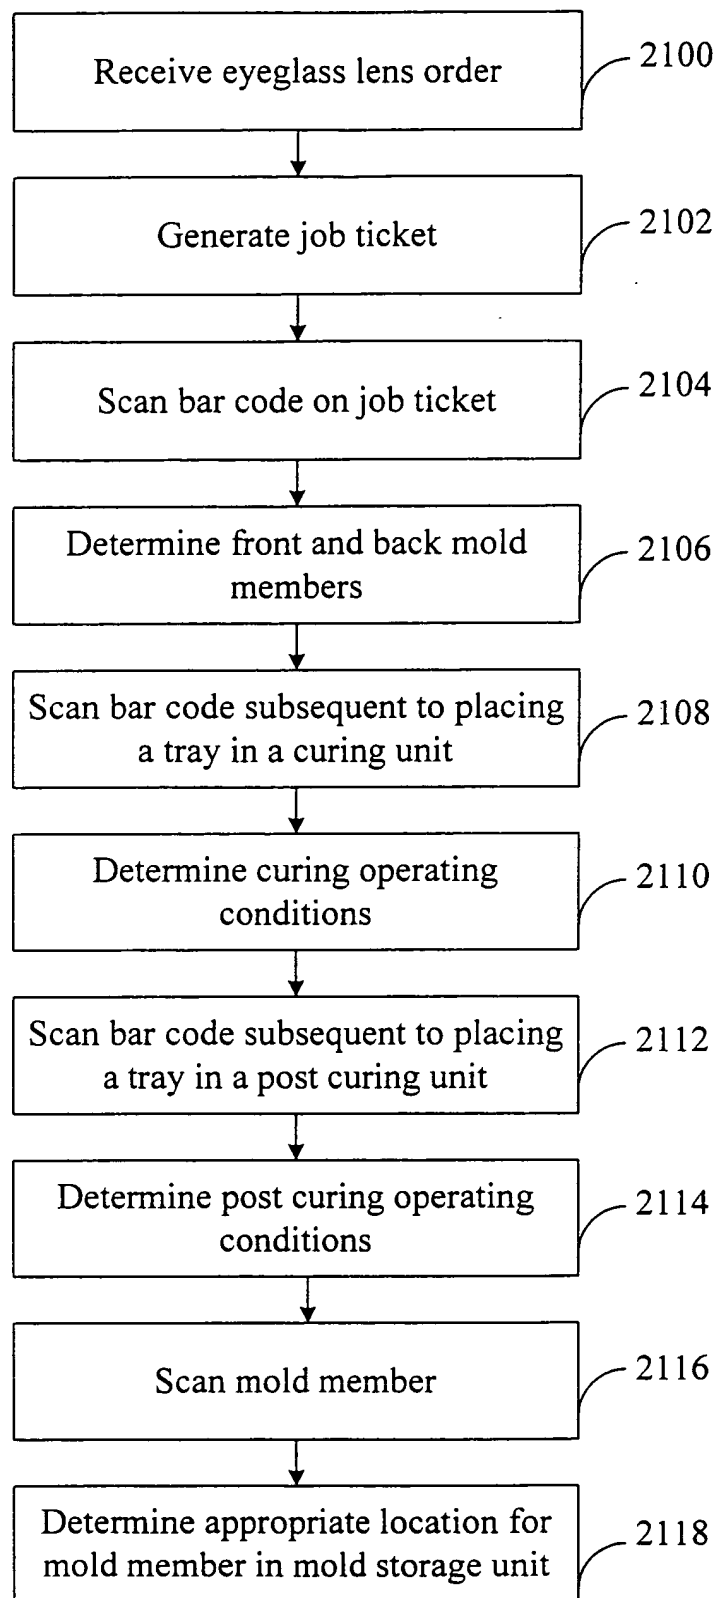 Receive eyeglass lens order
2100
Generate job ticket
2102
Scan bar code on job ticket
2104
Determine front and back mold
members
2106
Scan bar code subsequent to placing
a tray in a curing unit
2108
Determine curing operating
conditions
2110
Scan bar code subsequent to placing
a tray in a post curing unit
2112
Determine post curing operating
conditions
2114
Scan mold member
2116
Determine appropriate location for
mold member in mold storage unit
2118